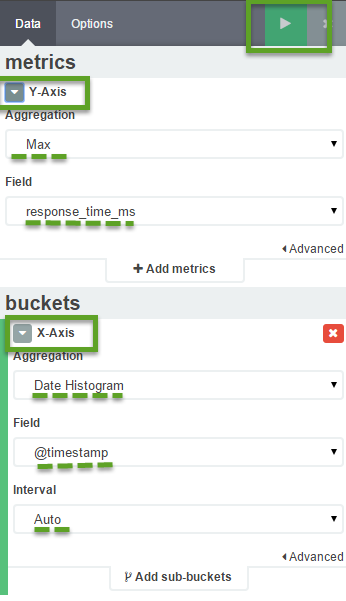 Data Options
metrics
Y-Axis
Aggregation
Max
Field
response_time_ms
Advanced
Add metrics
buckets
X-Axis
Aggregation
Date Histogram
Field
@timestamp
Interval
Auto
Advanced
Add sub-buckets